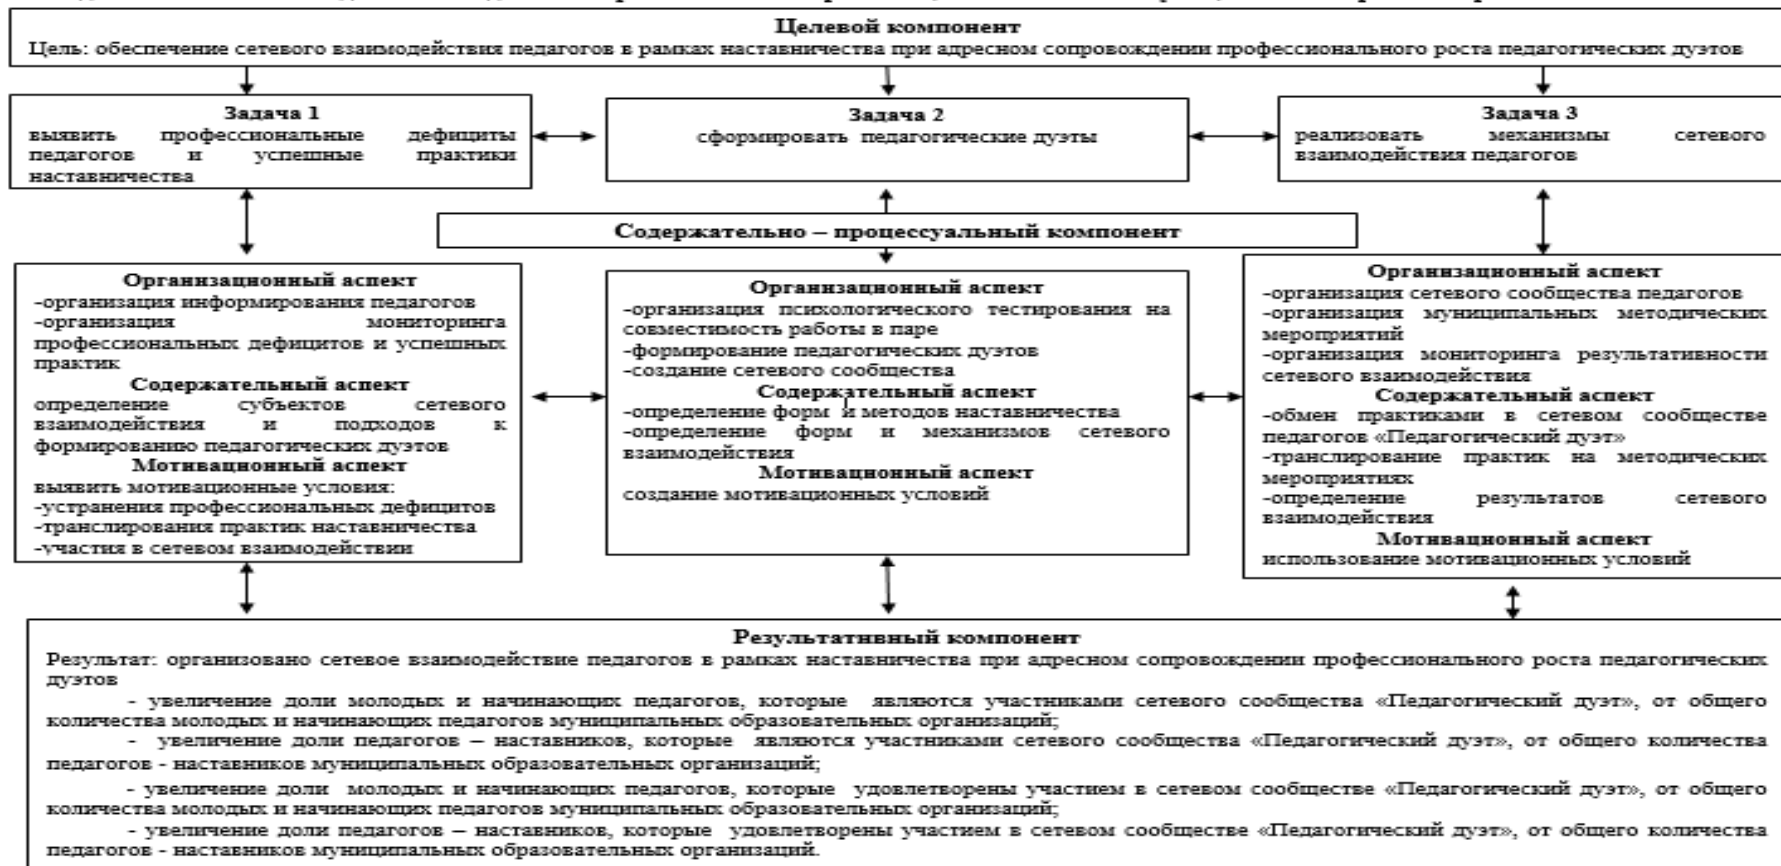 Целевой компонент
Цель: обеспечение сетевого взаимодействия педагогов в рамках наставничества при адресном сопровождении профессионального роста педагогических дуэтов
Задача 1
выявить профессиональные дефициты
педагогов и успешные практики
наставничества
Задача 2
сформировать педагогические дуэты
Задача 3
реализовать механизмы сетевого
взаимодействия педагогов
Содержательно – процессуальный компонент
Организационный аспект
-организация информирования педагогов
-организация мониторинга
профессиональных дефицитов и успешных
практик
Содержательный аспект
определение субъектов сетевого
взаимодействия и подходов к
формированию педагогических дуэтов
Мотивационный аспект
выявить мотивационные условия:
-устранения профессиональных дефицитов
-транслирования практик наставничества
-участия в сетевом взаимодействии
Организационный аспект
-организация психологического тестирования на
совместимость работы в паре
-формирование педагогических дуэтов
-создание сетевого сообщества
Содержательный аспект
-определение форм и методов наставничества
-определение форм и механизмов сетевого
взаимодействия
Мотивационный аспект
создание мотивационных условий
Организационный аспект
-организация сетевого сообщества педагогов
-организация муниципальных методических
мероприятий
-организация мониторинга результативности
сетевого взаимодействия
Содержательный аспект
-обмен практиками в сетевом сообществе
педагогов «Педагогический дуэт»
-транслирование практик на методических
мероприятиях
-определение результатов сетевого
взаимодействия
Мотивационный аспект
использование мотивационных условий
Результативный компонент
Результат: организовано сетевое взаимодействие педагогов в рамках наставничества при адресном сопровождении профессионального роста педагогических
дуэтов
- увеличение доли молодых и начинающих педагогов, которые являются участниками сетевого сообщества «Педагогический дуэт», от общего
количества молодых и начинающих педагогов муниципальных образовательных организаций;
- увеличение доли педагогов – наставников, которые являются участниками сетевого сообщества «Педагогический дуэт», от общего количества
педагогов - наставников муниципальных образовательных организаций;
- увеличение доли молодых и начинающих педагогов, которые удовлетворены участием в сетевом сообществе «Педагогический дуэт», от общего
количества молодых и начинающих педагогов муниципальных образовательных организаций;
- увеличение доли педагогов – наставников, которые удовлетворены участием в сетевом сообществе «Педагогический дуэт», от общего количества
педагогов - наставников муниципальных образовательных организаций.